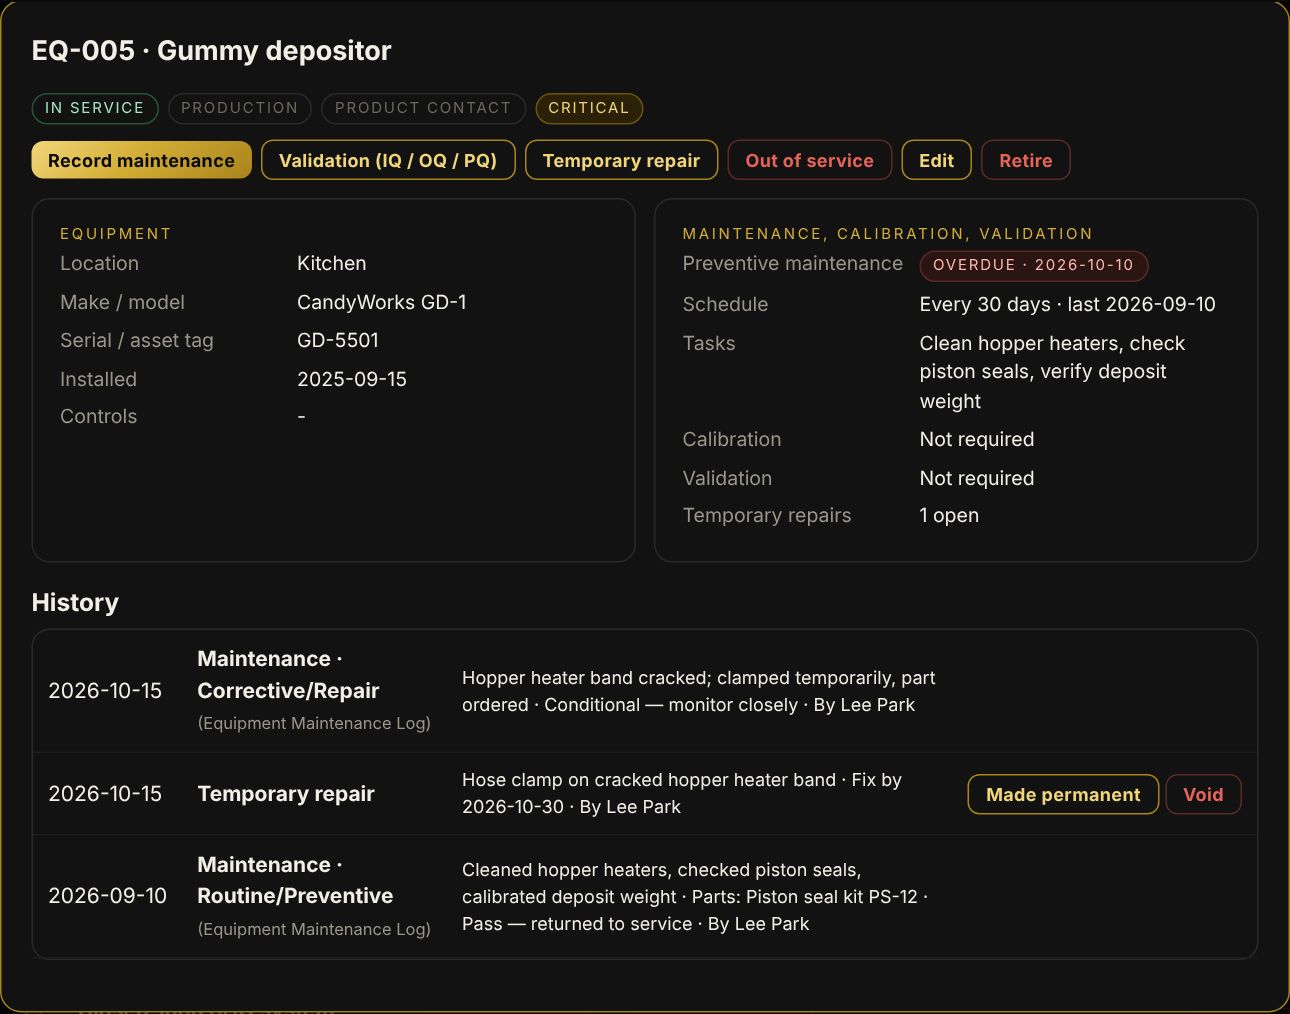 EQ-005 · Gummy depositor
IN SERVICE PRODUCTION PRODUCT CONTACT CRITICAL
Record maintenance Validation (IQ / OQ / PQ) Temporary repair Out of service Edit Retire
EQUIPMENT
Location Kitchen
Make / model CandyWorks GD-1
Serial / asset tag GD-5501
Installed 2025-09-15
Controls -
MAINTENANCE, CALIBRATION, VALIDATION
Preventive maintenance OVERDUE · 2026-10-10
Schedule Every 30 days · last 2026-09-10
Tasks Clean hopper heaters, check
piston seals, verify deposit
weight
Calibration Not required
Validation Not required
Temporary repairs 1 open
History
2026-10-15
Maintenance ·
Corrective/Repair
(Equipment Maintenance Log)
Hopper heater band cracked; clamped temporarily, part
ordered · Conditional — monitor closely · By Lee Park
2026-10-15
Temporary repair
Hose clamp on cracked hopper heater band · Fix by
2026-10-30 · By Lee Park
Made permanent Void
2026-09-10
Maintenance ·
Routine/Preventive
(Equipment Maintenance Log)
Cleaned hopper heaters, checked piston seals,
calibrated deposit weight · Parts: Piston seal kit PS-12 ·
Pass — returned to service · By Lee Park